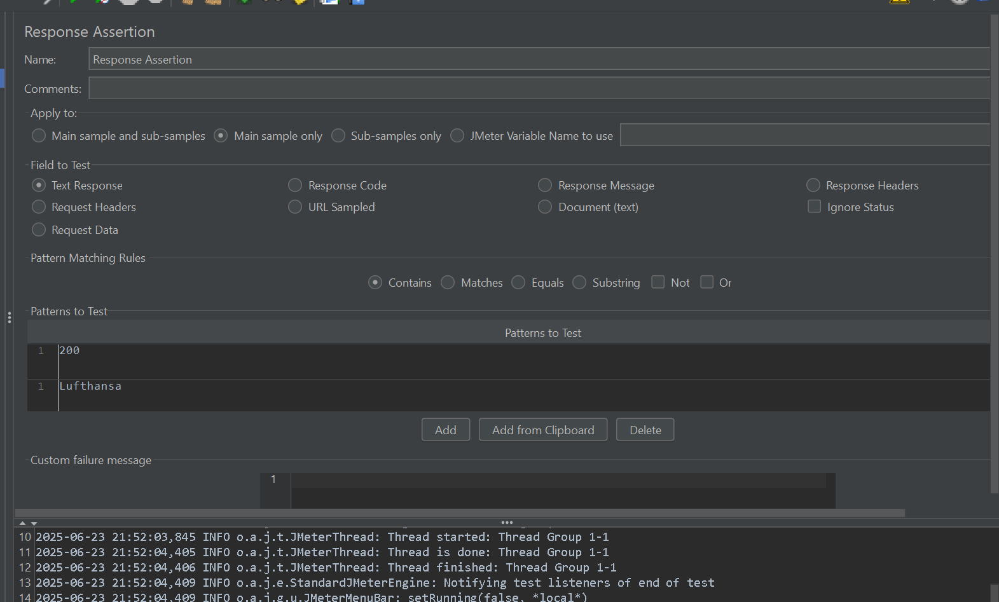 Response Assertion
Name: Response Assertion
Comments:
Apply to:
Main sample and sub-samples Main sample only Sub-samples only JMeter Variable Name to use
Field to Test
Text Response Response Code Response Message Response Headers
Request Headers URL Sampled Document (text) Ignore Status
Request Data
Pattern Matching Rules
Contains Matches Equals Substring Not Or
Patterns to Test
Patterns to Test
1 200
1 Lufthansa
Add Add from Clipboard Delete
Custom failure message
1
10 2025-06-23 21:52:03,845 INFO o.a.j.t.JMeterThread: Thread started: Thread Group 1-1
11 2025-06-23 21:52:04,405 INFO o.a.j.t.JMeterThread: Thread is done: Thread Group 1-1
12 2025-06-23 21:52:04,406 INFO o.a.j.t.JMeterThread: Thread finished: Thread Group 1-1
13 2025-06-23 21:52:04,409 INFO o.a.j.e.StandardJMeterEngine: Notifying test listeners of end of test
14 2025-06-23 21:52:04,409 INFO o.a.j.g.u.JMeterMenuBar: setRunning(false, *local*)